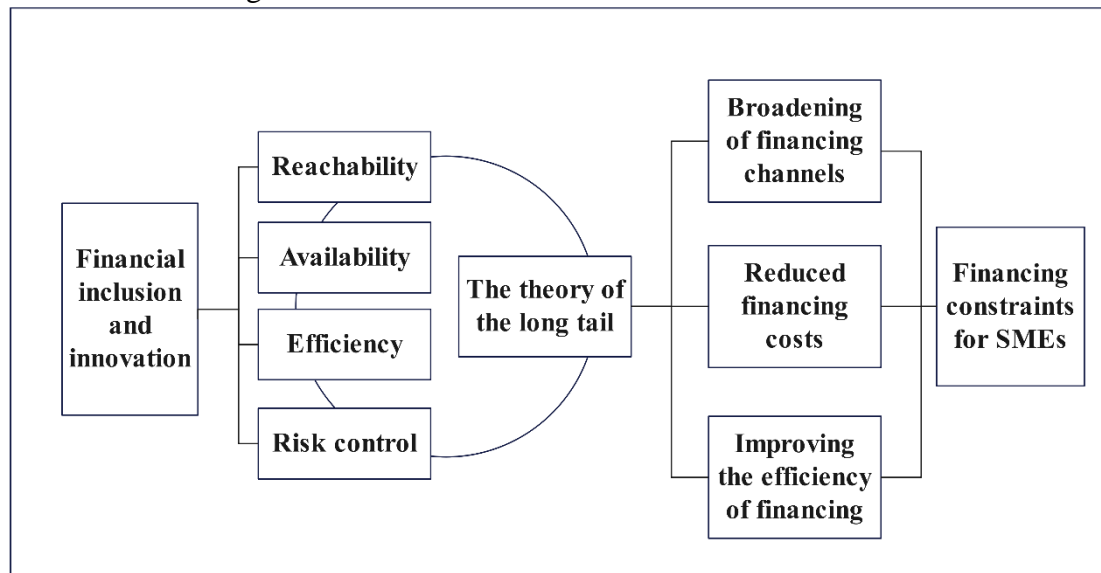 Financial
inclusion
and
innovation
Reachability
Availability
Efficiency
Risk control
The theory of
the long tail
Broadening
of financing
channels
Reduced
financing
costs
Improving
the efficiency
of financing
Financing
constraints
for SMEs